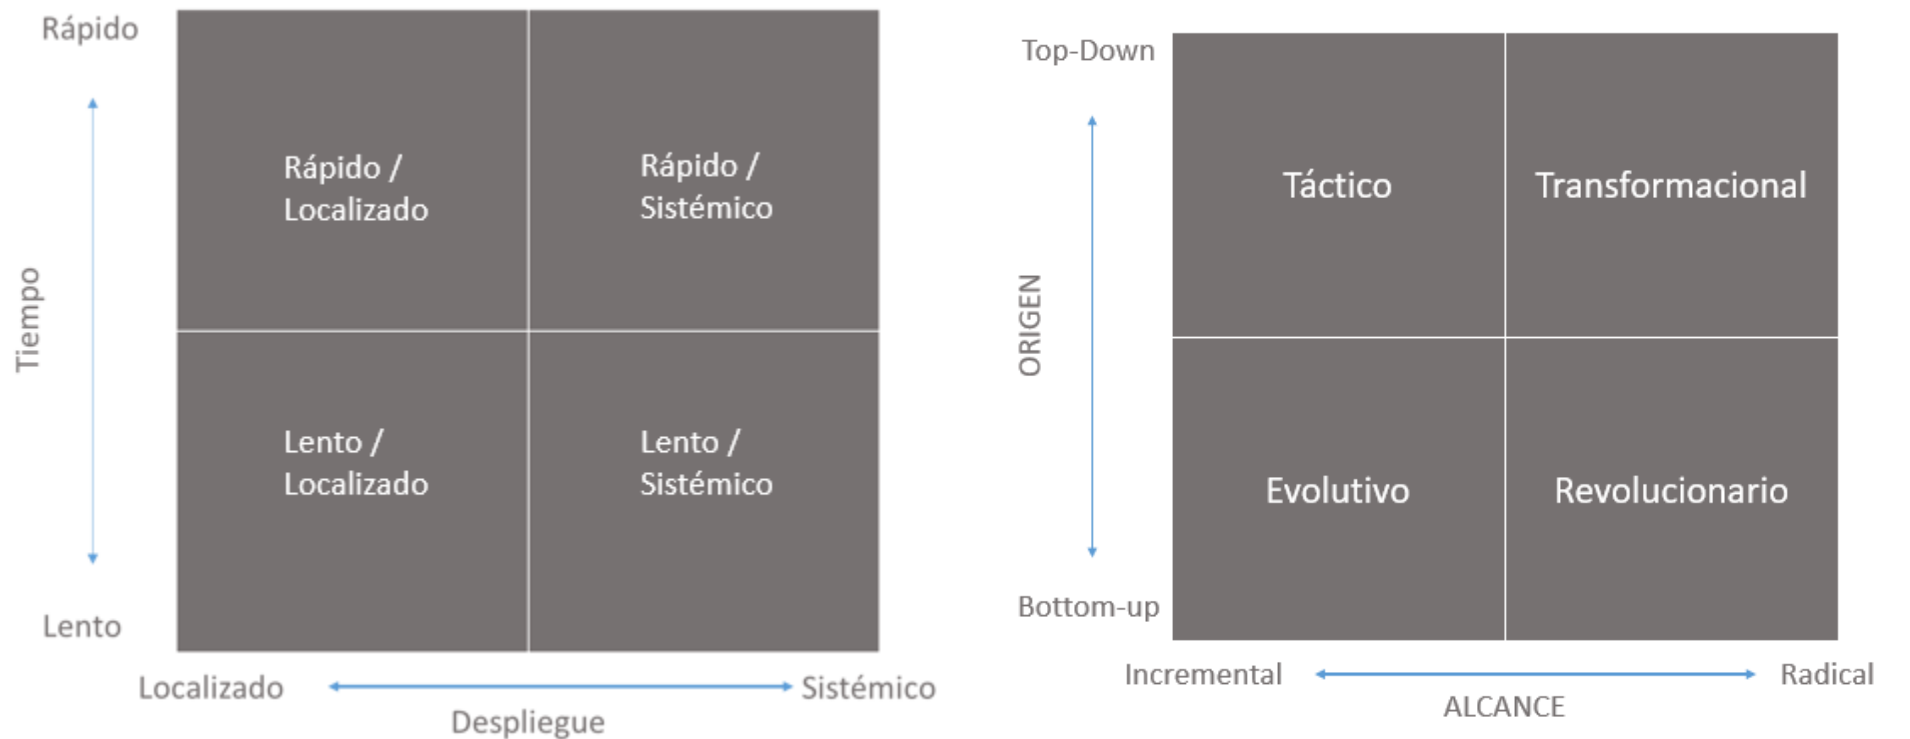 Rápido
Tiempo
Lento
Rápido /
Localizado
Rápido /
Sistémico
Lento /
Localizado
Lento /
Sistémico
Localizado
Sistémico
Despliegue
Top-Down
ORIGEN
Bottom-up
Táctico
Transformacional
Evolutivo
Revolucionario
Incremental
Radical
ALCANCE